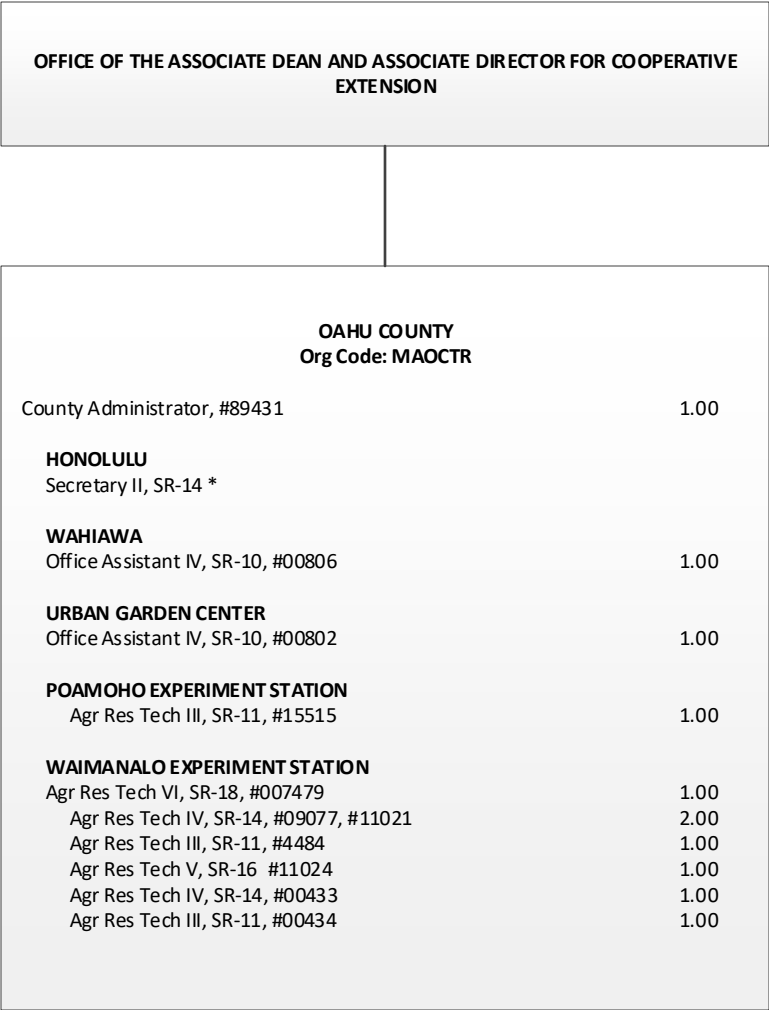 OFFICE OF THE ASSOCIATE DEAN AND ASSOCIATE DIRECTOR FOR COOPERATIVE
EXTENSION
OAHU COUNTY
Org Code: MAOCTR
County Administrator, #89431 1.00
HONOLULU
Secretary II, SR-14 *
WAHIAWA
Office Assistant IV, SR-10, #00806 1.00
URBAN GARDEN CENTER
Office Assistant IV, SR-10, #00802 1.00
POAMOHO EXPERIMENT STATION
Agr Res Tech III, SR-11, #15515 1.00
WAIMANALO EXPERIMENT STATION
Agr Res Tech VI, SR-18, #007479 1.00
Agr Res Tech IV, SR-14, #09077, #11021 2.00
Agr Res Tech III, SR-11, #4484 1.00
Agr Res Tech V, SR-16 #11024 1.00
Agr Res Tech IV, SR-14, #00433 1.00
Agr Res Tech III, SR-11, #00434 1.00